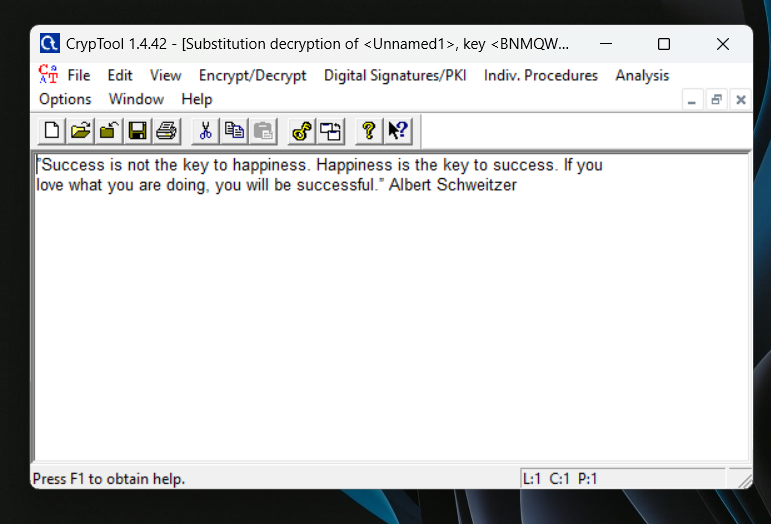 CrypTool 1.4.42 - [Substitution decryption of <Unnamed1>, key <BNMQW...
File Edit View Encrypt/Decrypt Digital Signatures/PKI Indiv. Procedures Analysis
Options Window Help
"Success is not the key to happiness. Happiness is the key to success. If you
love what you are doing, you will be successful." Albert Schweitzer
Press F1 to obtain help. L:1 C:1 P:1